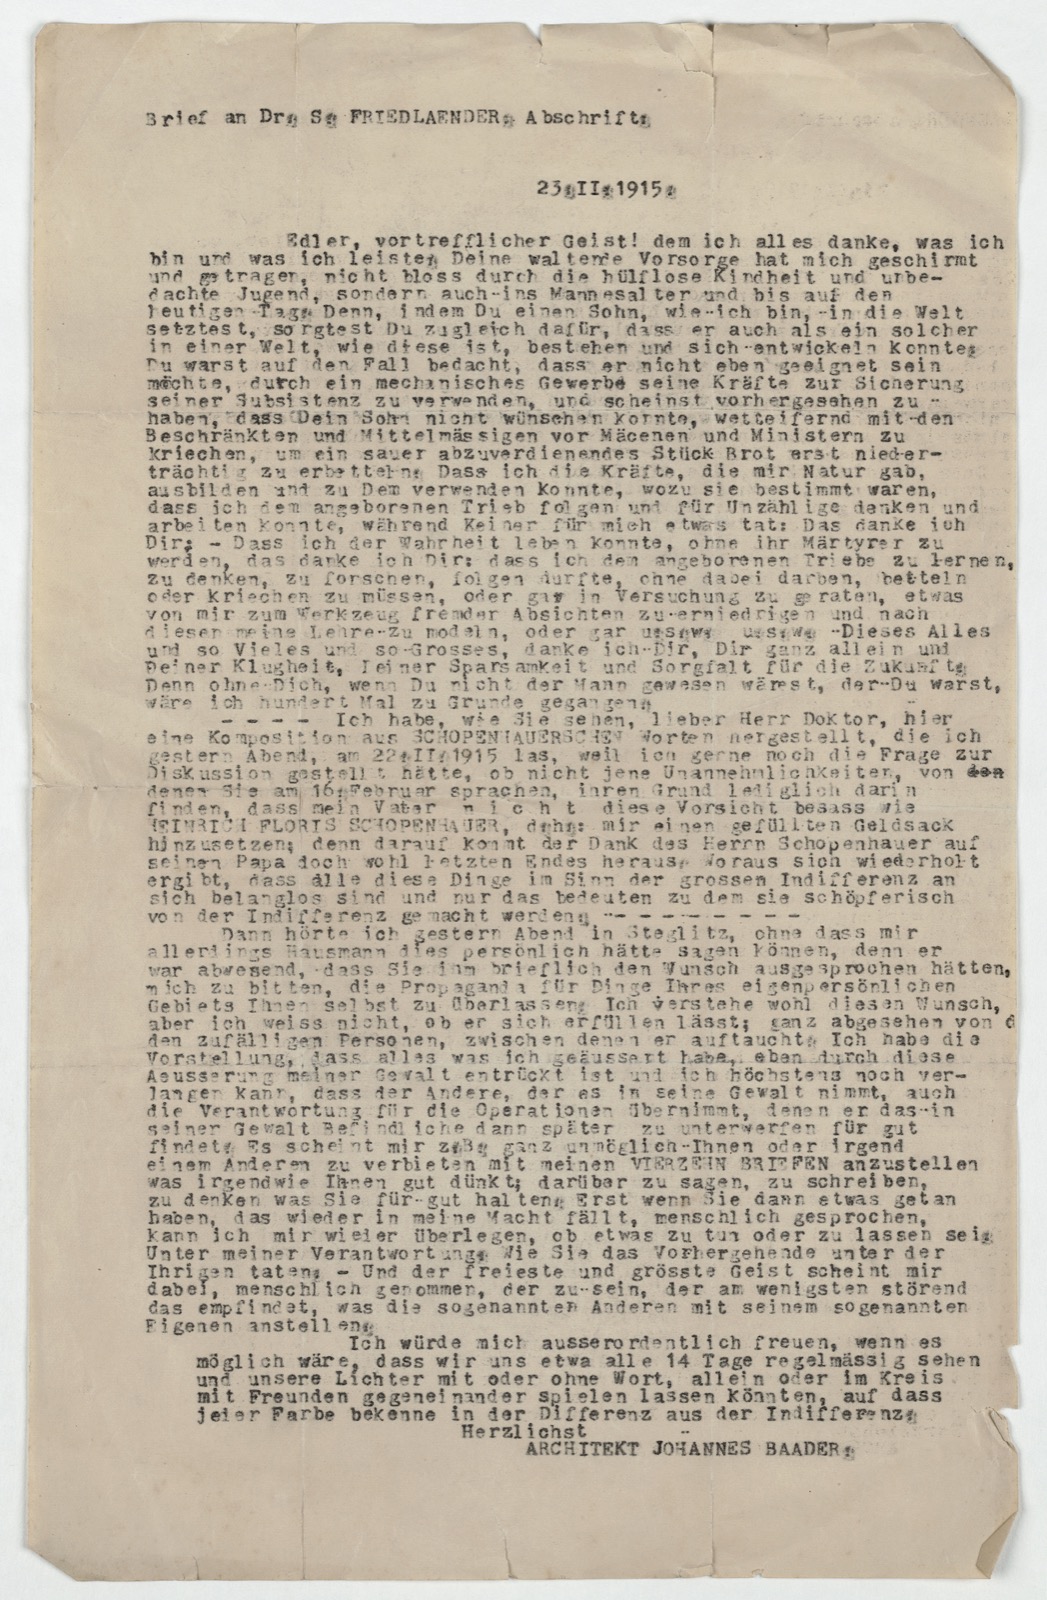 Brief an Dr. S. FRIEDLAENDER. Abschrift.
23.II.1915.
Edler, vortrefflicher Geist! dem ich alles danke, was ich
bin und was ich leiste. Deine waltende Vorsorge hat mich geschirmt
und getragen, nicht bloss durch die hülflose Kindheit und unbe-
dachte Jugend, sondern auch-ins Mannesalter und bis auf den
heutigen Tag. Denn, indem Du einen Sohn, wie-ich bin,-in die Welt
setztest, sorgtest Du zugleich dafür, dass er auch als ein solcher
in einer Welt, wie diese ist, bestehen und sich-entwickeln konnte.
Du warst auf den Fall bedacht, dass er nicht eben geeignet sein
möchte, durch ein mechanisches Gewerbe seine Kräfte zur Sicherung
seiner Subsistenz zu verwenden, und scheinst vorhergesehen zu -
haben, dass Dein Sohn nicht wünschen konnte, wetteifernd mit-den
Beschränkten und Mittelmässigen vor Mäcenen und Ministern zu
kriechen, um ein sauer abzuverdienendes Stück Brot erst nieder-
trächtig zu erbetteln. Dass ich die Kräfte, die mir Natur gab,
ausbilden und zu Dem verwenden konnte, wozu sie bestimmt waren,
dass ich dem angeborenen Trieb folgen und für Unzählige denken und
arbeiten konnte, während Keiner für mich etwas tat: Das danke ich
Dir. - Dass ich der Wahrheit leben konnte, ohne ihr Märtyrer zu
werden, das danke ich Dir: dass ich dem angeborenen Triebe zu lernen,
zu denken, zu forschen, folgen durfte, ohne dabei darben, betteln
oder kriechen zu müssen, oder gar in Versuchung zu geraten, etwas
von mir zum Werkzeug fremder Absichten zu-erniedrigen und nach
diesen meine Lehre-zu modeln, oder gar u.s.w. u.s.w. -Dieses Alles
und so Vieles und so-Grosses, danke ich-Dir, Dir ganz allein und
Deiner Klugheit, Deiner Sparsamkeit und Sorgfalt für die Zukunft.
Denn ohne-Dich, wenn Du nicht der Mann gewesen wärest, der-Du warst,
wäre ich hundert Mal zu Grunde gegangen.
- - - - Ich habe, wie Sie sehen, lieber Herr Doktor, hier
eine Komposition aus SCHOPENHAUERSCHEN Worten hergestellt, die ich
gestern Abend, am 22.II.1915 las, weil ich gerne noch die Frage zur
Diskussion gestellt hätte, ob nicht jene Unannehmlichkeiten, von den
denen Sie am 16.Februar sprachen, ihren Grund lediglich darin
finden, dass mein Vater n i c h t diese Vorsicht besass wie
HEINRICH FLORIS SCHOPENHAUER, d.h.: mir einen gefüllten Geldsack
hinzusetzen; denn darauf kommt der Dank des Herrn Schopenhauer auf
seinen Papa doch wohl letzten Endes heraus. Woraus sich wiederholt
ergibt, dass alle diese Dinge im Sinn der grossen Indifferenz an
sich belanglos sind und nur das bedeuten zu dem sie schöpferisch
von der Indifferenz gemacht werden. - - - - - - - - - -
Dann hörte ich gestern Abend in Steglitz, ohne dass mir
allerdings Hausmann dies persönlich hätte sagen können, denn er
war abwesend, dass Sie ihm brieflich den Wunsch ausgesprochen hätten,
mich zu bitten, die Propaganda für Dinge Ihres eigenpersönlichen
Gebiets Ihnen selbst zu überlassen. Ich verstehe wohl diesen Wunsch,
aber ich weiss nicht, ob er sich erfüllen lässt; ganz abgesehen von d
den zufälligen Personen, zwischen denen er auftaucht. Ich habe die
Vorstellung, dass alles was ich geäussert habe, eben durch diese
Aeusserung meiner Gewalt entrückt ist und ich höchstens noch ver-
langen kann, dass der Andere, der es in seine Gewalt nimmt, auch
die Verantwortung für die Operationen übernimmt, denen er das-in
seiner Gewalt Befindliche dann später zu unterwerfen für gut
findet. Es scheint mir z.B. ganz unmöglich-Ihnen oder irgend
einem Anderen zu verbieten mit meinen VIERZEHN BRIEFEN anzustellen
was irgendwie Ihnen gut dünkt; darüber zu sagen, zu schreiben,
zu denken was Sie für-gut halten. Erst wenn Sie dann etwas getan
haben, das wieder in meine Macht fällt, menschlich gesprochen,
kann ich mir wieder überlegen, ob etwas zu tun oder zu lassen sei.
Unter meiner Verantwortung. Wie Sie das Vorhergehende unter der
Ihrigen taten. - Und der freieste und grösste Geist scheint mir
dabei, menschlich genommen, der zu-sein, der am wenigsten störend
das empfindet, was die sogenannten Anderen mit seinem sogenannten
Eigenen anstellen.
Ich würde mich ausserordentlich freuen, wenn es
möglich wäre, dass wir uns etwa alle 14 Tage regelmässig sehen
und unsere Lichter mit oder ohne Wort, allein oder im Kreis
mit Freunden gegeneinander spielen lassen könnten, auf dass
jeder Farbe bekenne in der Differenz aus der Indifferenz.
Herzlichst
ARCHITEKT JOHANNES BAADER.